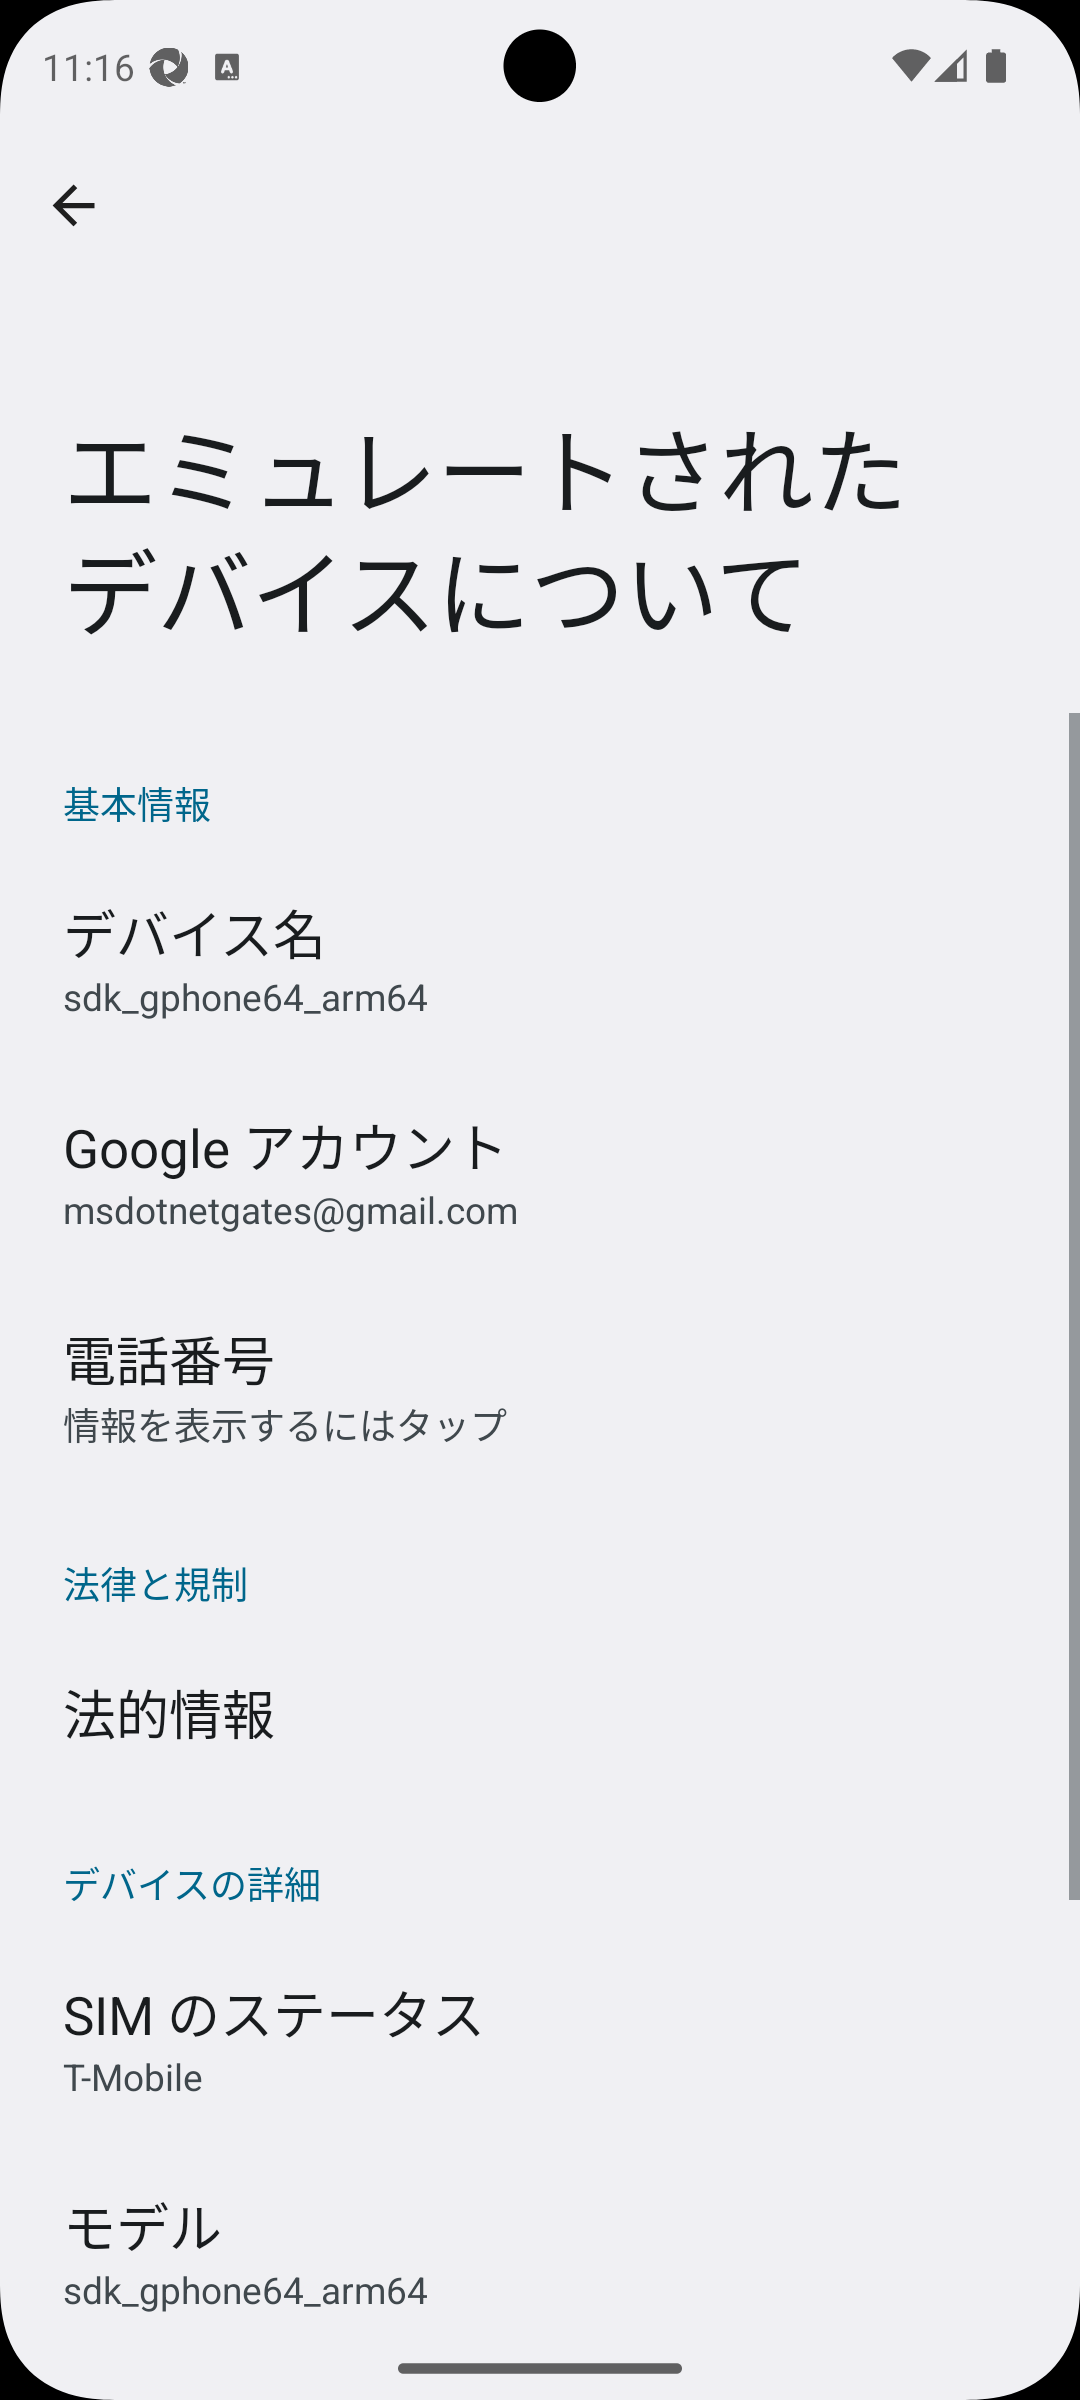 11:16
エミュレートされた
デバイスについて
基本情報
デバイス名
sdk_gphone64_arm64
Google アカウント
msdotnetgates@gmail.com
電話番号
情報を表示するにはタップ
法律と規制
法的情報
デバイスの詳細
SIM のステータス
T-Mobile
モデル
sdk_gphone64_arm64